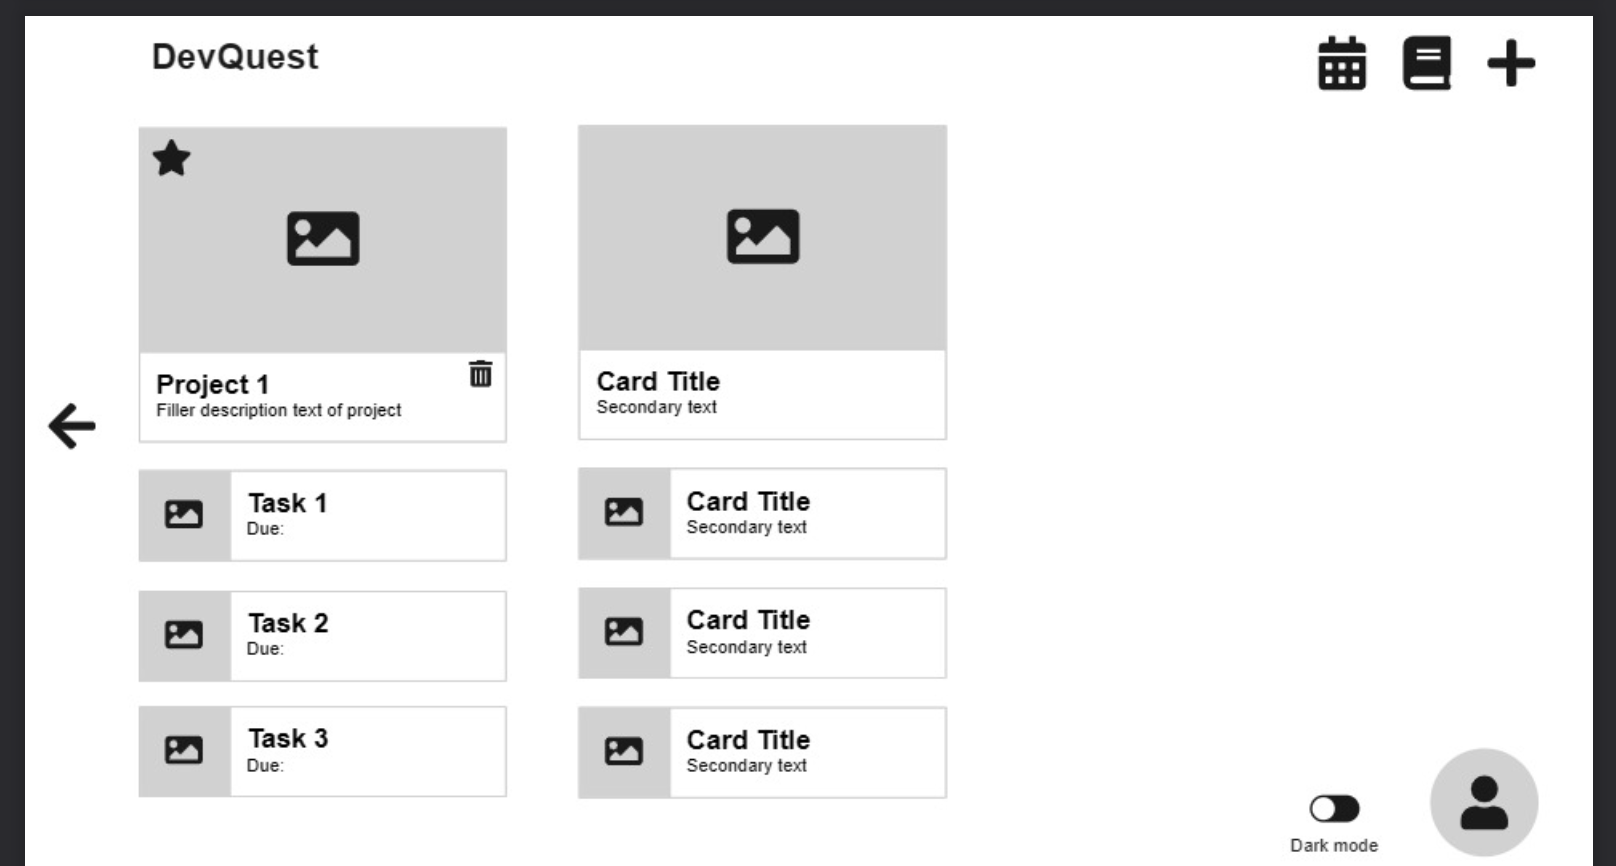 DevQuest
Project 1
Filler description text of project
Task 1
Due:
Task 2
Due:
Task 3
Due:
Card Title
Secondary text
Card Title
Secondary text
Card Title
Secondary text
Card Title
Secondary text
Dark mode